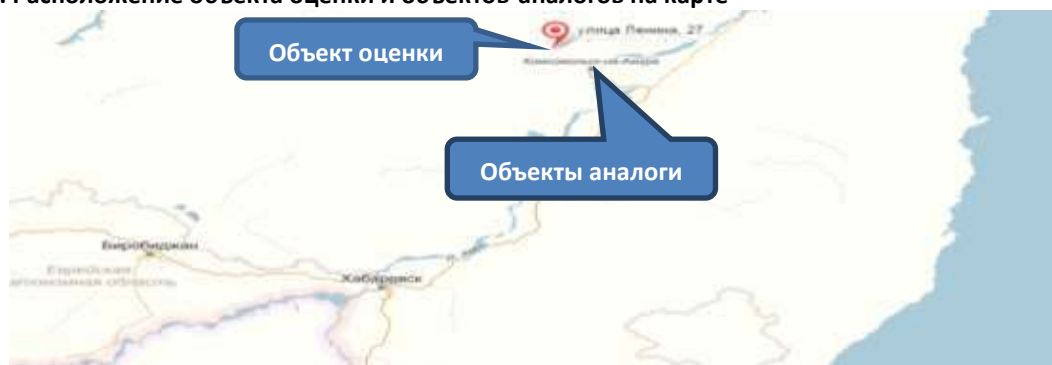 Расположение объекта оценки и объектов-аналогов на карте
улица Ленина, 27
Объект оценки
Комсомольск-на-Амуре
Объекты аналоги
Биробиджан
Еврейская
автономная область
Хабаровск